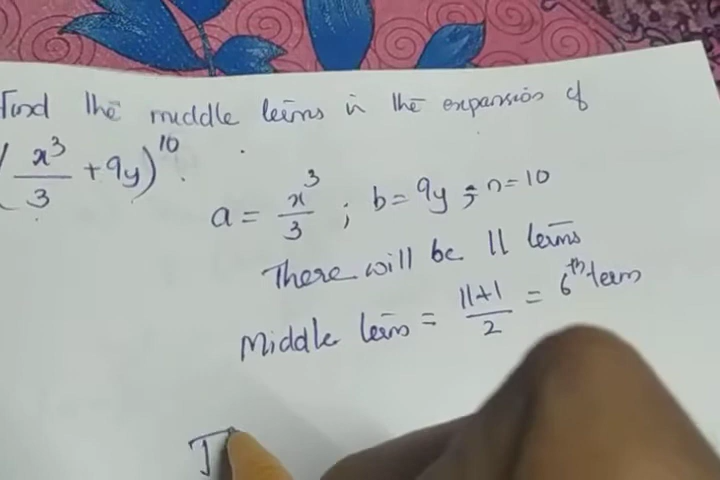 Find the middle term in the expansion of
(x³/3 + 9y)¹⁰.
a = x³/3 ; b = 9y ; n = 10
There will be 11 terms
Middle term = 11+1/2 = 6th term
T